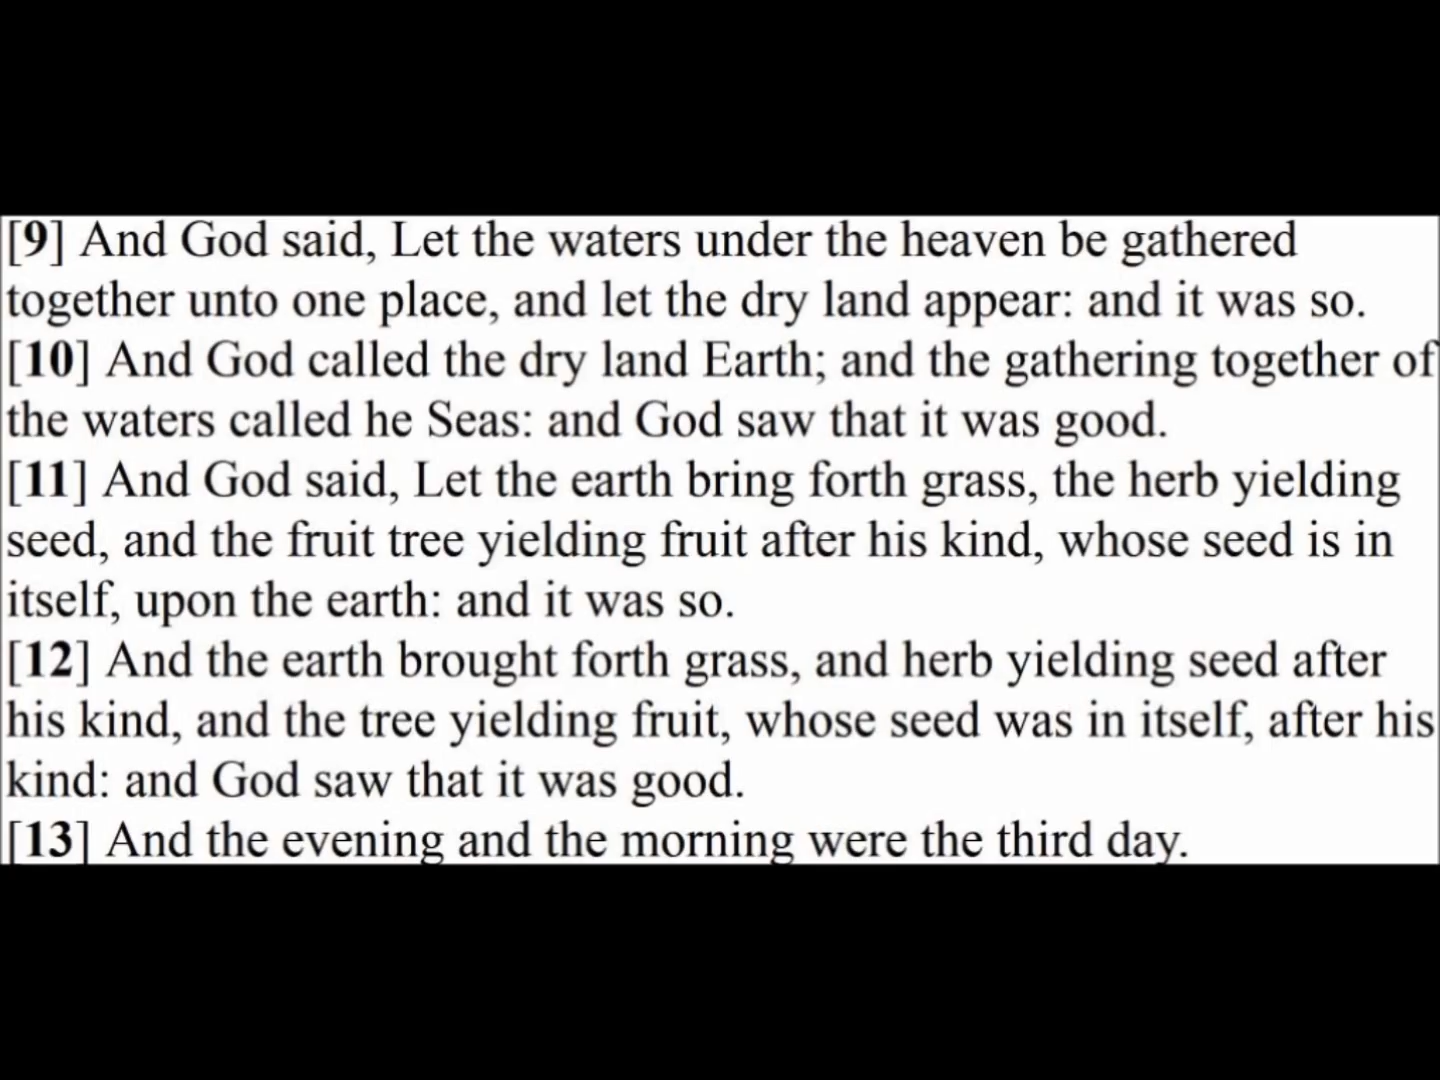 [9] And God said, Let the waters under the heaven be gathered
together unto one place, and let the dry land appear: and it was so.
[10] And God called the dry land Earth; and the gathering together of
the waters called he Seas: and God saw that it was good.
[11] And God said, Let the earth bring forth grass, the herb yielding
seed, and the fruit tree yielding fruit after his kind, whose seed is in
itself, upon the earth: and it was so.
[12] And the earth brought forth grass, and herb yielding seed after
his kind, and the tree yielding fruit, whose seed was in itself, after his
kind: and God saw that it was good.
[13] And the evening and the morning were the third day.